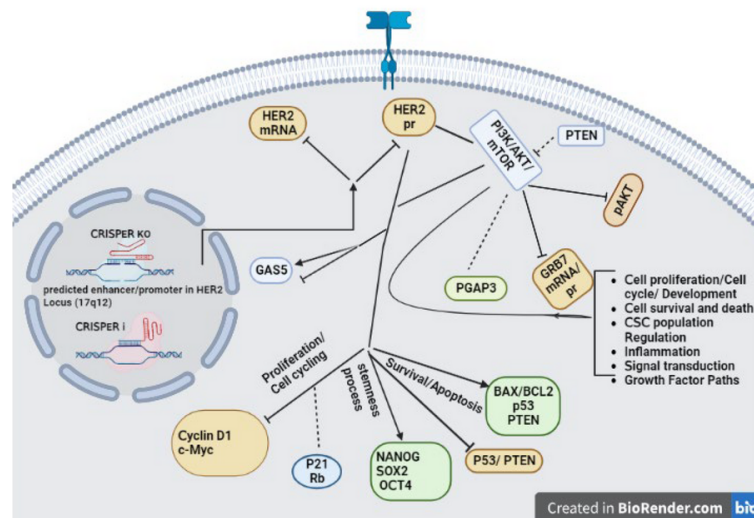 HER2
mRNA
HER2
pr
PI3K/AKT/
mTOR
PTEN
pAKT
CRISPER KO
predicted enhancer/promoter in HER2
Locus (17q12)
CRISPER i
GAS5
PGAP3
GRB7
mRNA/
pr
Cell proliferation/Cell
cycle/ Development
Cell survival and death
CSC population
Regulation
Inflammation
Signal transduction
Growth Factor Paths
Proliferation/
Cell cycling
stemness
process
Survival/Apoptosis
BAX/BCL2
p53
PTEN
Cyclin D1
c-Myc
P21
Rb
NANOG
SOX2
OCT4
P53/ PTEN
Created in BioRender.com
bio